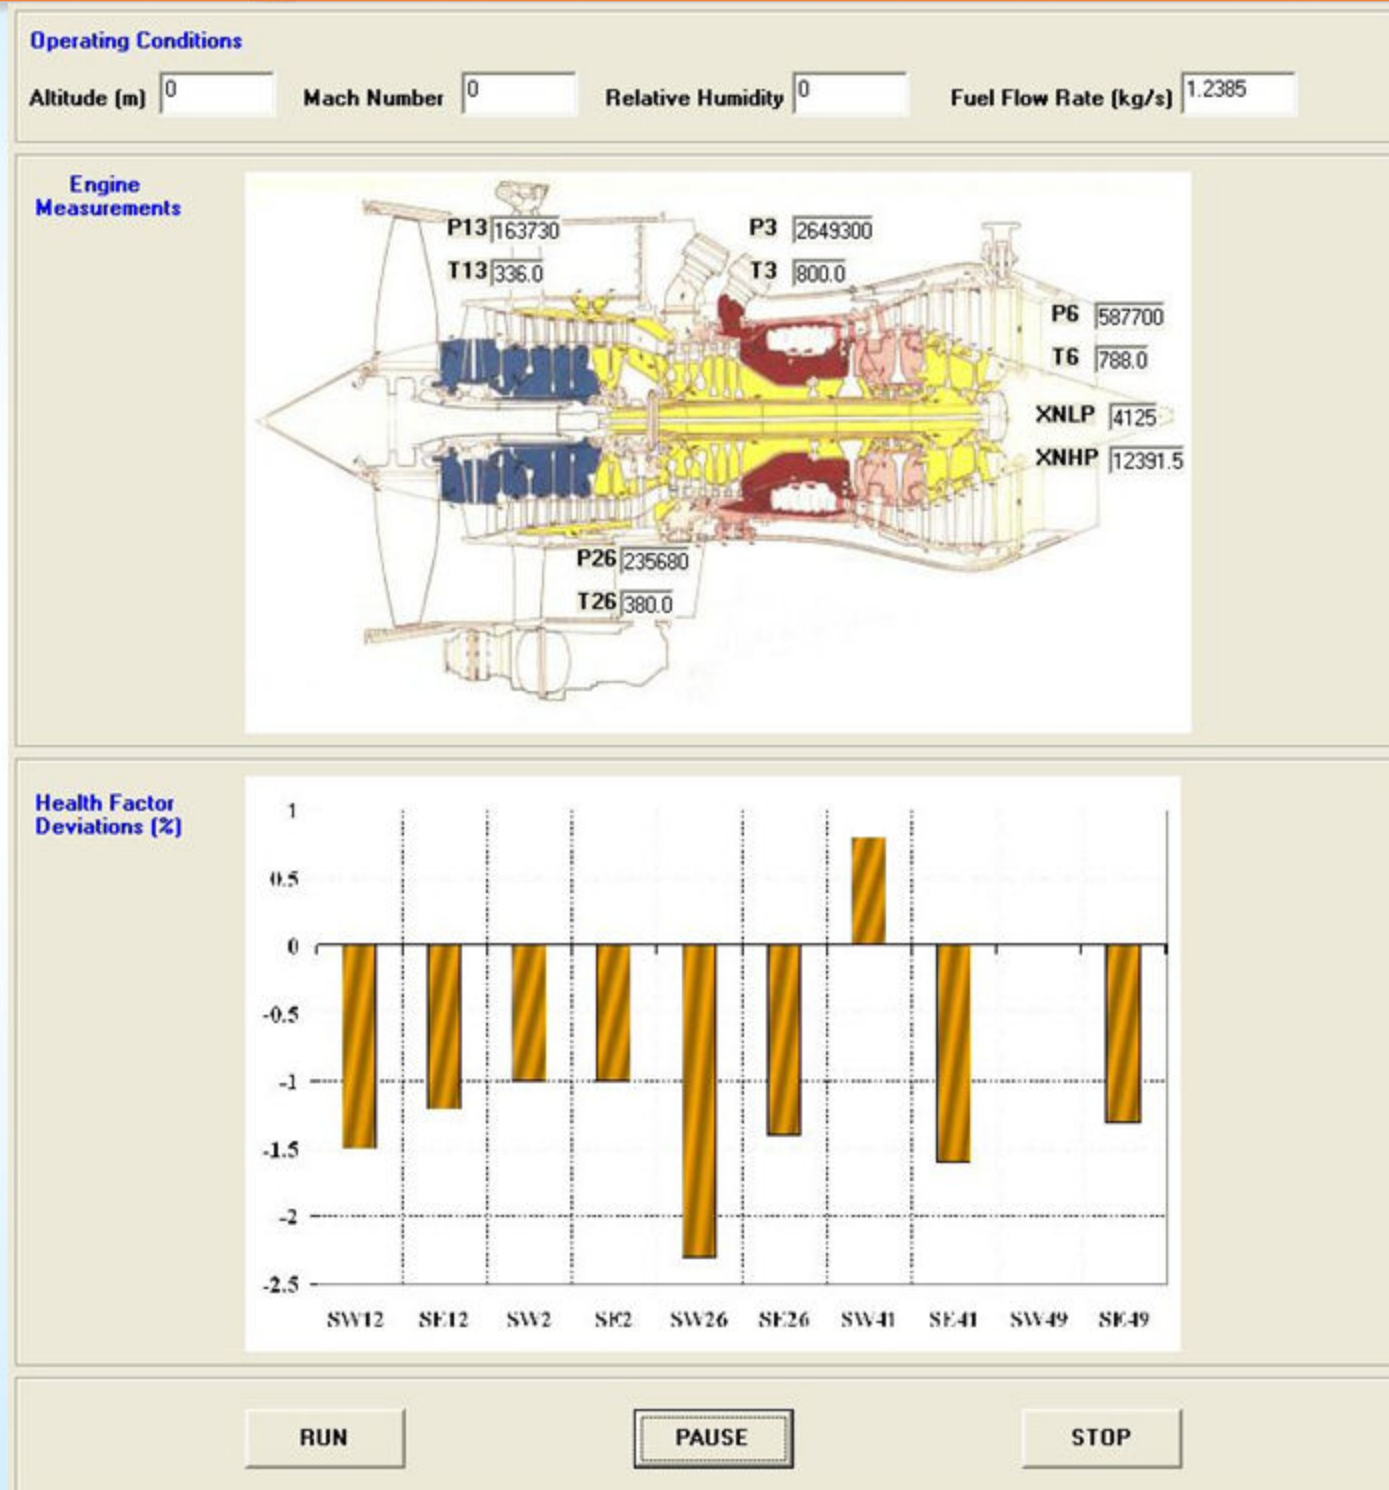 Operating Conditions
Altitude (m) 0 Mach Number 0 Relative Humidity 0 Fuel Flow Rate (kg/s) 1.2385
Engine
Measurements
P13 163730 P3 2649300
T13 336.0 T3 800.0
P6 587700
T6 788.0
XNLP 4125
XNHP 12391.5
P26 235680
T26 380.0
Health Factor
Deviations (%)
1
0.5
0
-0.5
-1
-1.5
-2
-2.5
SW12 SE12 SW2 SE2 SW26 SE26 SW41 SE41 SW49 SE49
RUN PAUSE STOP